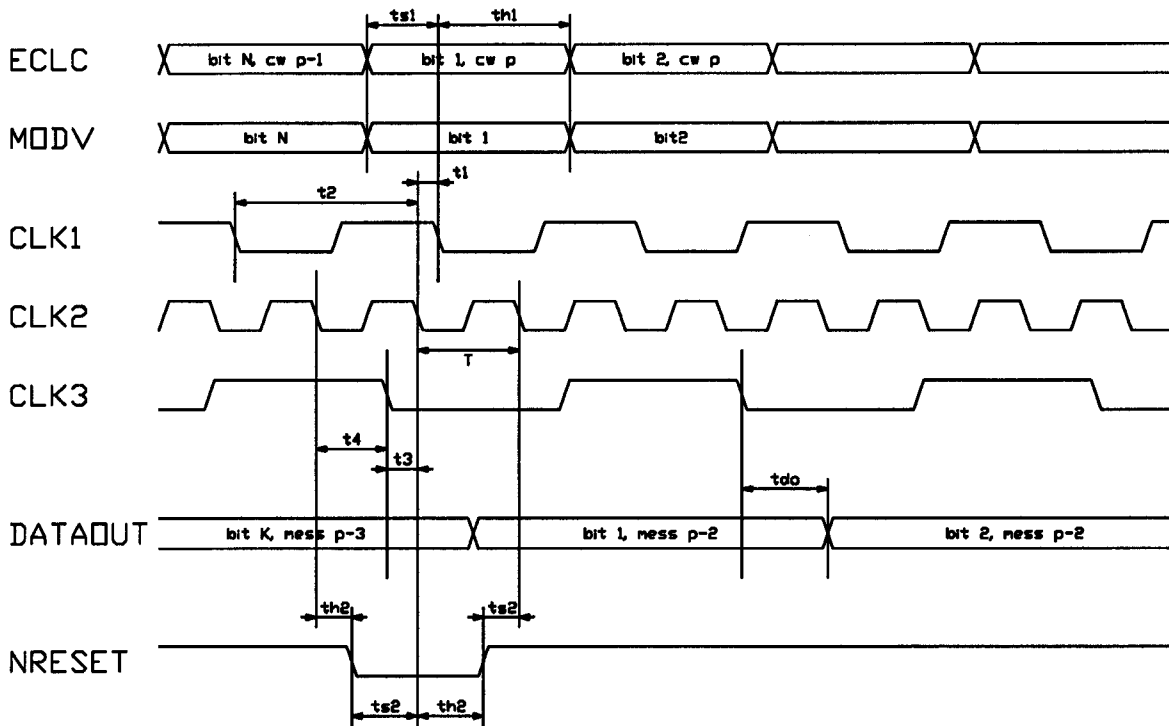 ts1 th1
ECLC bit N, cw p-1 bit 1, cw p bit 2, cw p
MODV bit N bit 1 bit2
t1
t2
CLK1
CLK2
T
CLK3
t4
t3
tdo
DATAOUT bit K, mess p-3 bit 1, mess p-2 bit 2, mess p-2
th2 ts2
NRESET
ts2 th2